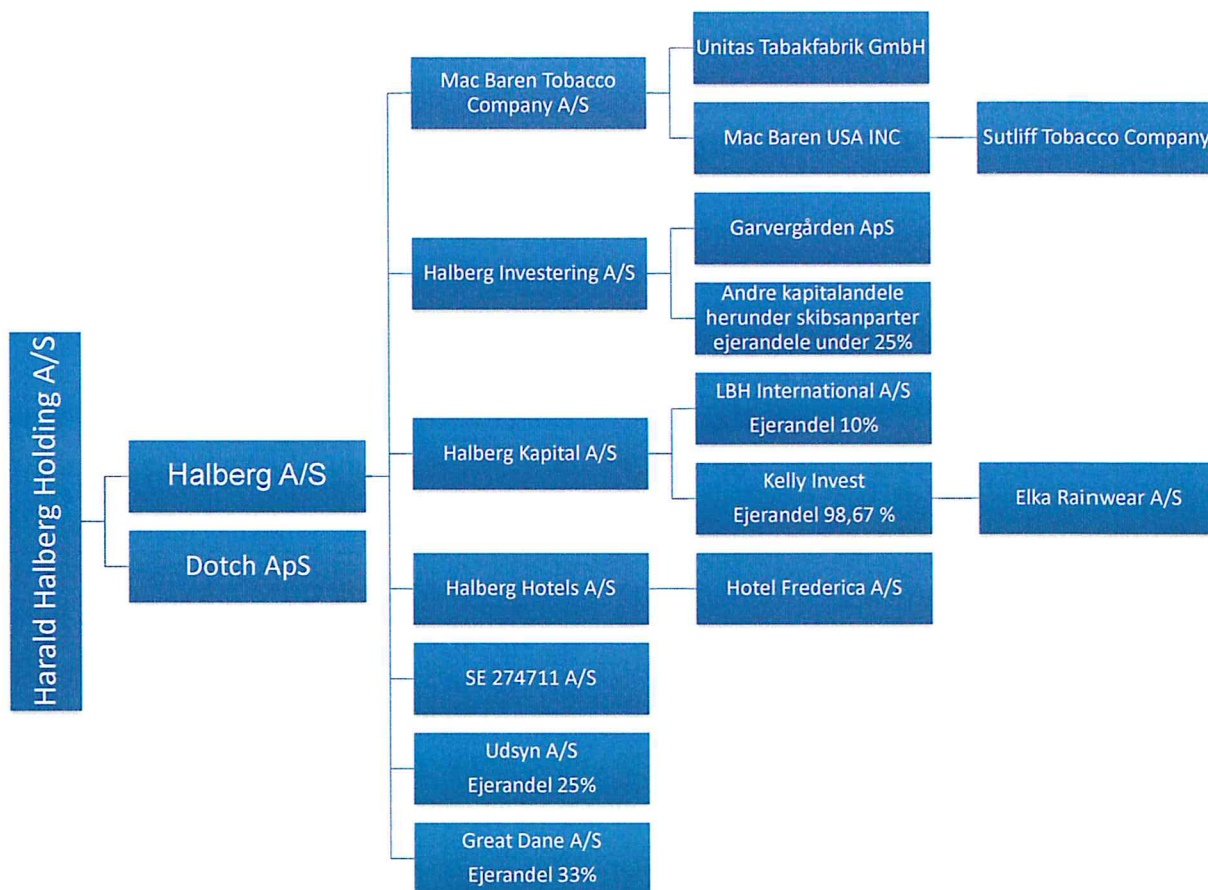 Harald Halberg Holding A/S
Halberg A/S
Dotch ApS
Mac Baren Tobacco
Company A/S
Unitas Tabakfabrik GmbH
Mac Baren USA INC
Sutliff Tobacco Company
Halberg Investering A/S
Garvergården ApS
Andre kapitalandele
herunder skibsanparter
ejerandele under 25%
Halberg Kapital A/S
LBH International A/S
Ejerandel 10%
Kelly Invest
Ejerandel 98,67 %
Elka Rainwear A/S
Halberg Hotels A/S
Hotel Frederica A/S
SE 274711 A/S
Udsyn A/S
Ejerandel 25%
Great Dane A/S
Ejerandel 33%